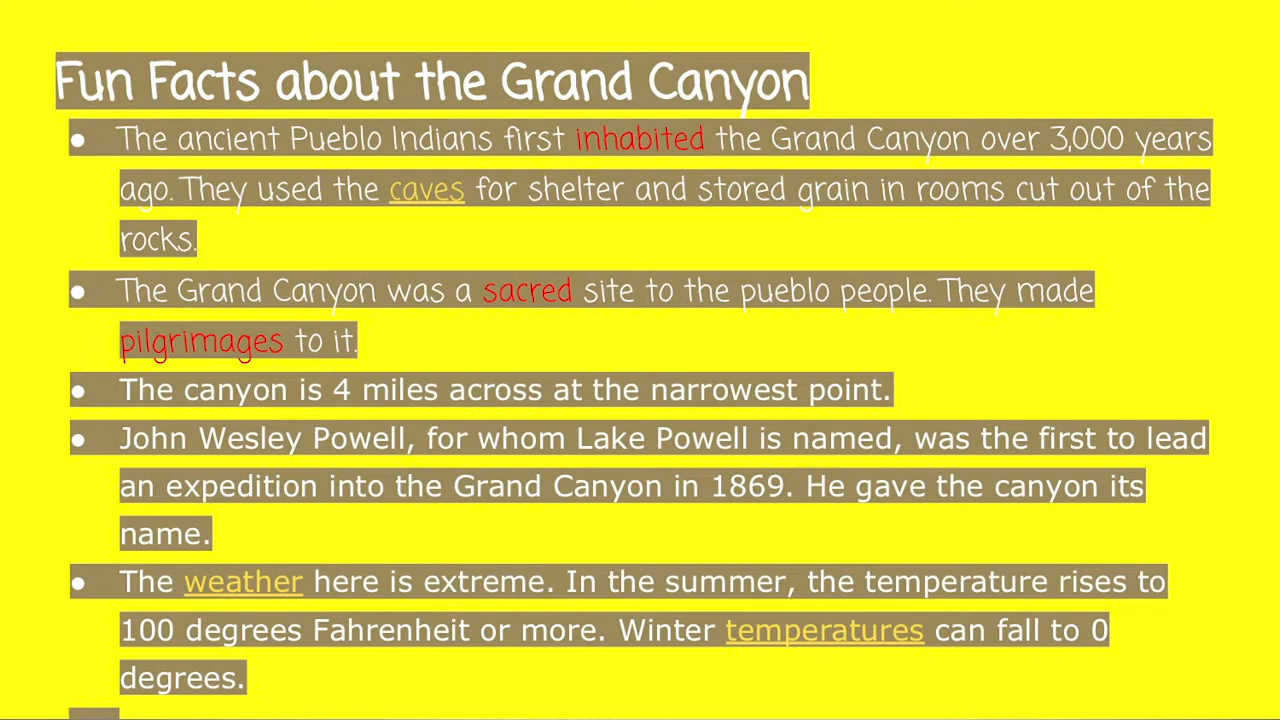 Fun Facts about the Grand Canyon
● The ancient Pueblo Indians first inhabited the Grand Canyon over 3,000 years
ago. They used the caves for shelter and stored grain in rooms cut out of the
rocks.
● The Grand Canyon was a sacred site to the pueblo people. They made
pilgrimages to it.
● The canyon is 4 miles across at the narrowest point.
● John Wesley Powell, for whom Lake Powell is named, was the first to lead
an expedition into the Grand Canyon in 1869. He gave the canyon its
name.
● The weather here is extreme. In the summer, the temperature rises to
100 degrees Fahrenheit or more. Winter temperatures can fall to 0
degrees.